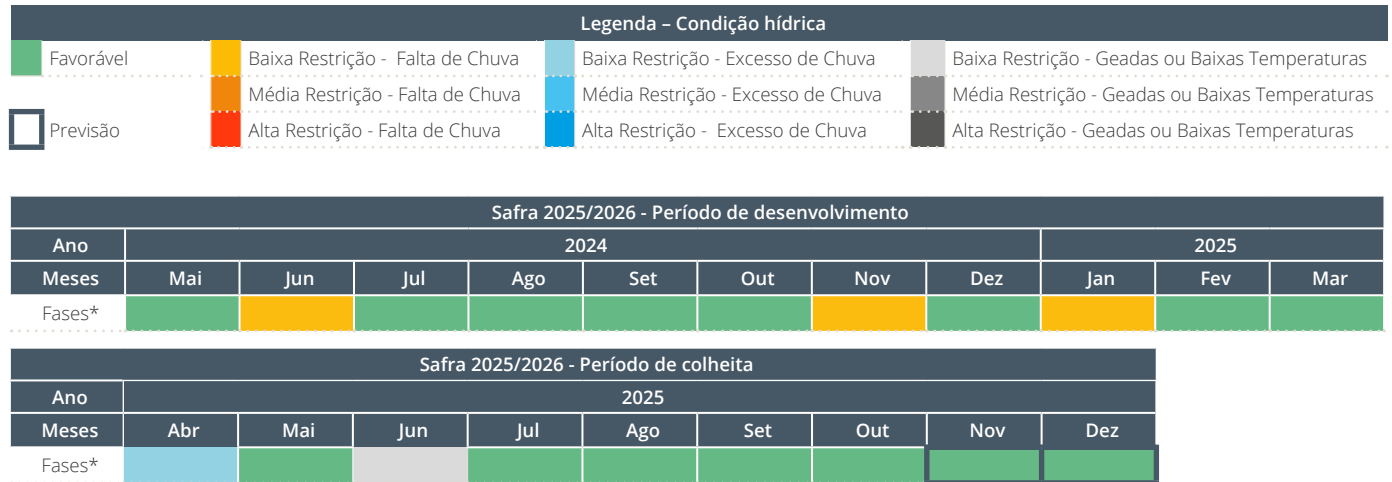 Legenda – Condição hídrica
Favorável Baixa Restrição - Falta de Chuva Baixa Restrição - Excesso de Chuva Baixa Restrição - Geadas ou Baixas Temperaturas
Média Restrição - Falta de Chuva Média Restrição - Excesso de Chuva Média Restrição - Geadas ou Baixas Temperaturas
Previsão Alta Restrição - Falta de Chuva Alta Restrição - Excesso de Chuva Alta Restrição - Geadas ou Baixas Temperaturas
Safra 2025/2026 - Período de desenvolvimento
Ano 2024 2025
Meses Mai Jun Jul Ago Set Out Nov Dez Jan Fev Mar
Fases*
Safra 2025/2026 - Período de colheita
Ano 2025
Meses Abr Mai Jun Jul Ago Set Out Nov Dez
Fases*